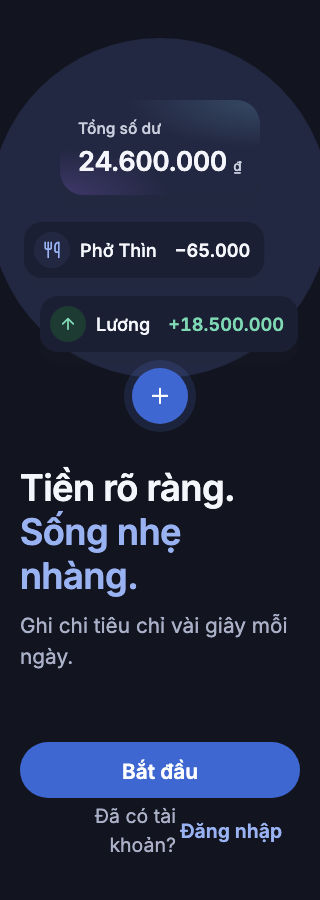 Tổng số dư
24.600.000 ₫
Phở Thìn −65.000
Lương +18.500.000
Tiền rõ ràng.
Sống nhẹ
nhàng.
Ghi chi tiêu chỉ vài giây mỗi
ngày.
Bắt đầu
Đã có tài
khoản? Đăng nhập